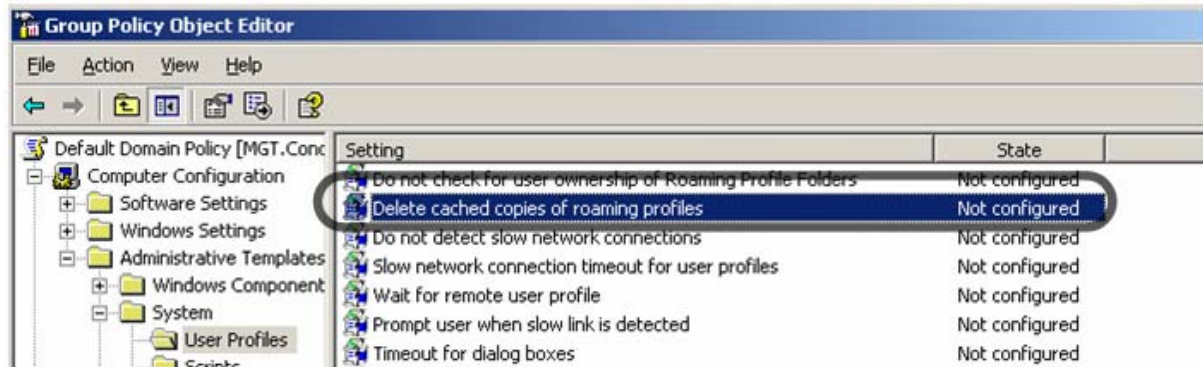 Group Policy Object Editor
File Action View Help
Default Domain Policy [MGT.Conc
Setting State
Computer Configuration
Do not check for user ownership of Roaming Profile Folders Not configured
Software Settings
Delete cached copies of roaming profiles Not configured
Windows Settings
Do not detect slow network connections Not configured
Administrative Templates
Slow network connection timeout for user profiles Not configured
Windows Component
Wait for remote user profile Not configured
System
Prompt user when slow link is detected Not configured
User Profiles
Timeout for dialog boxes Not configured
Scripts